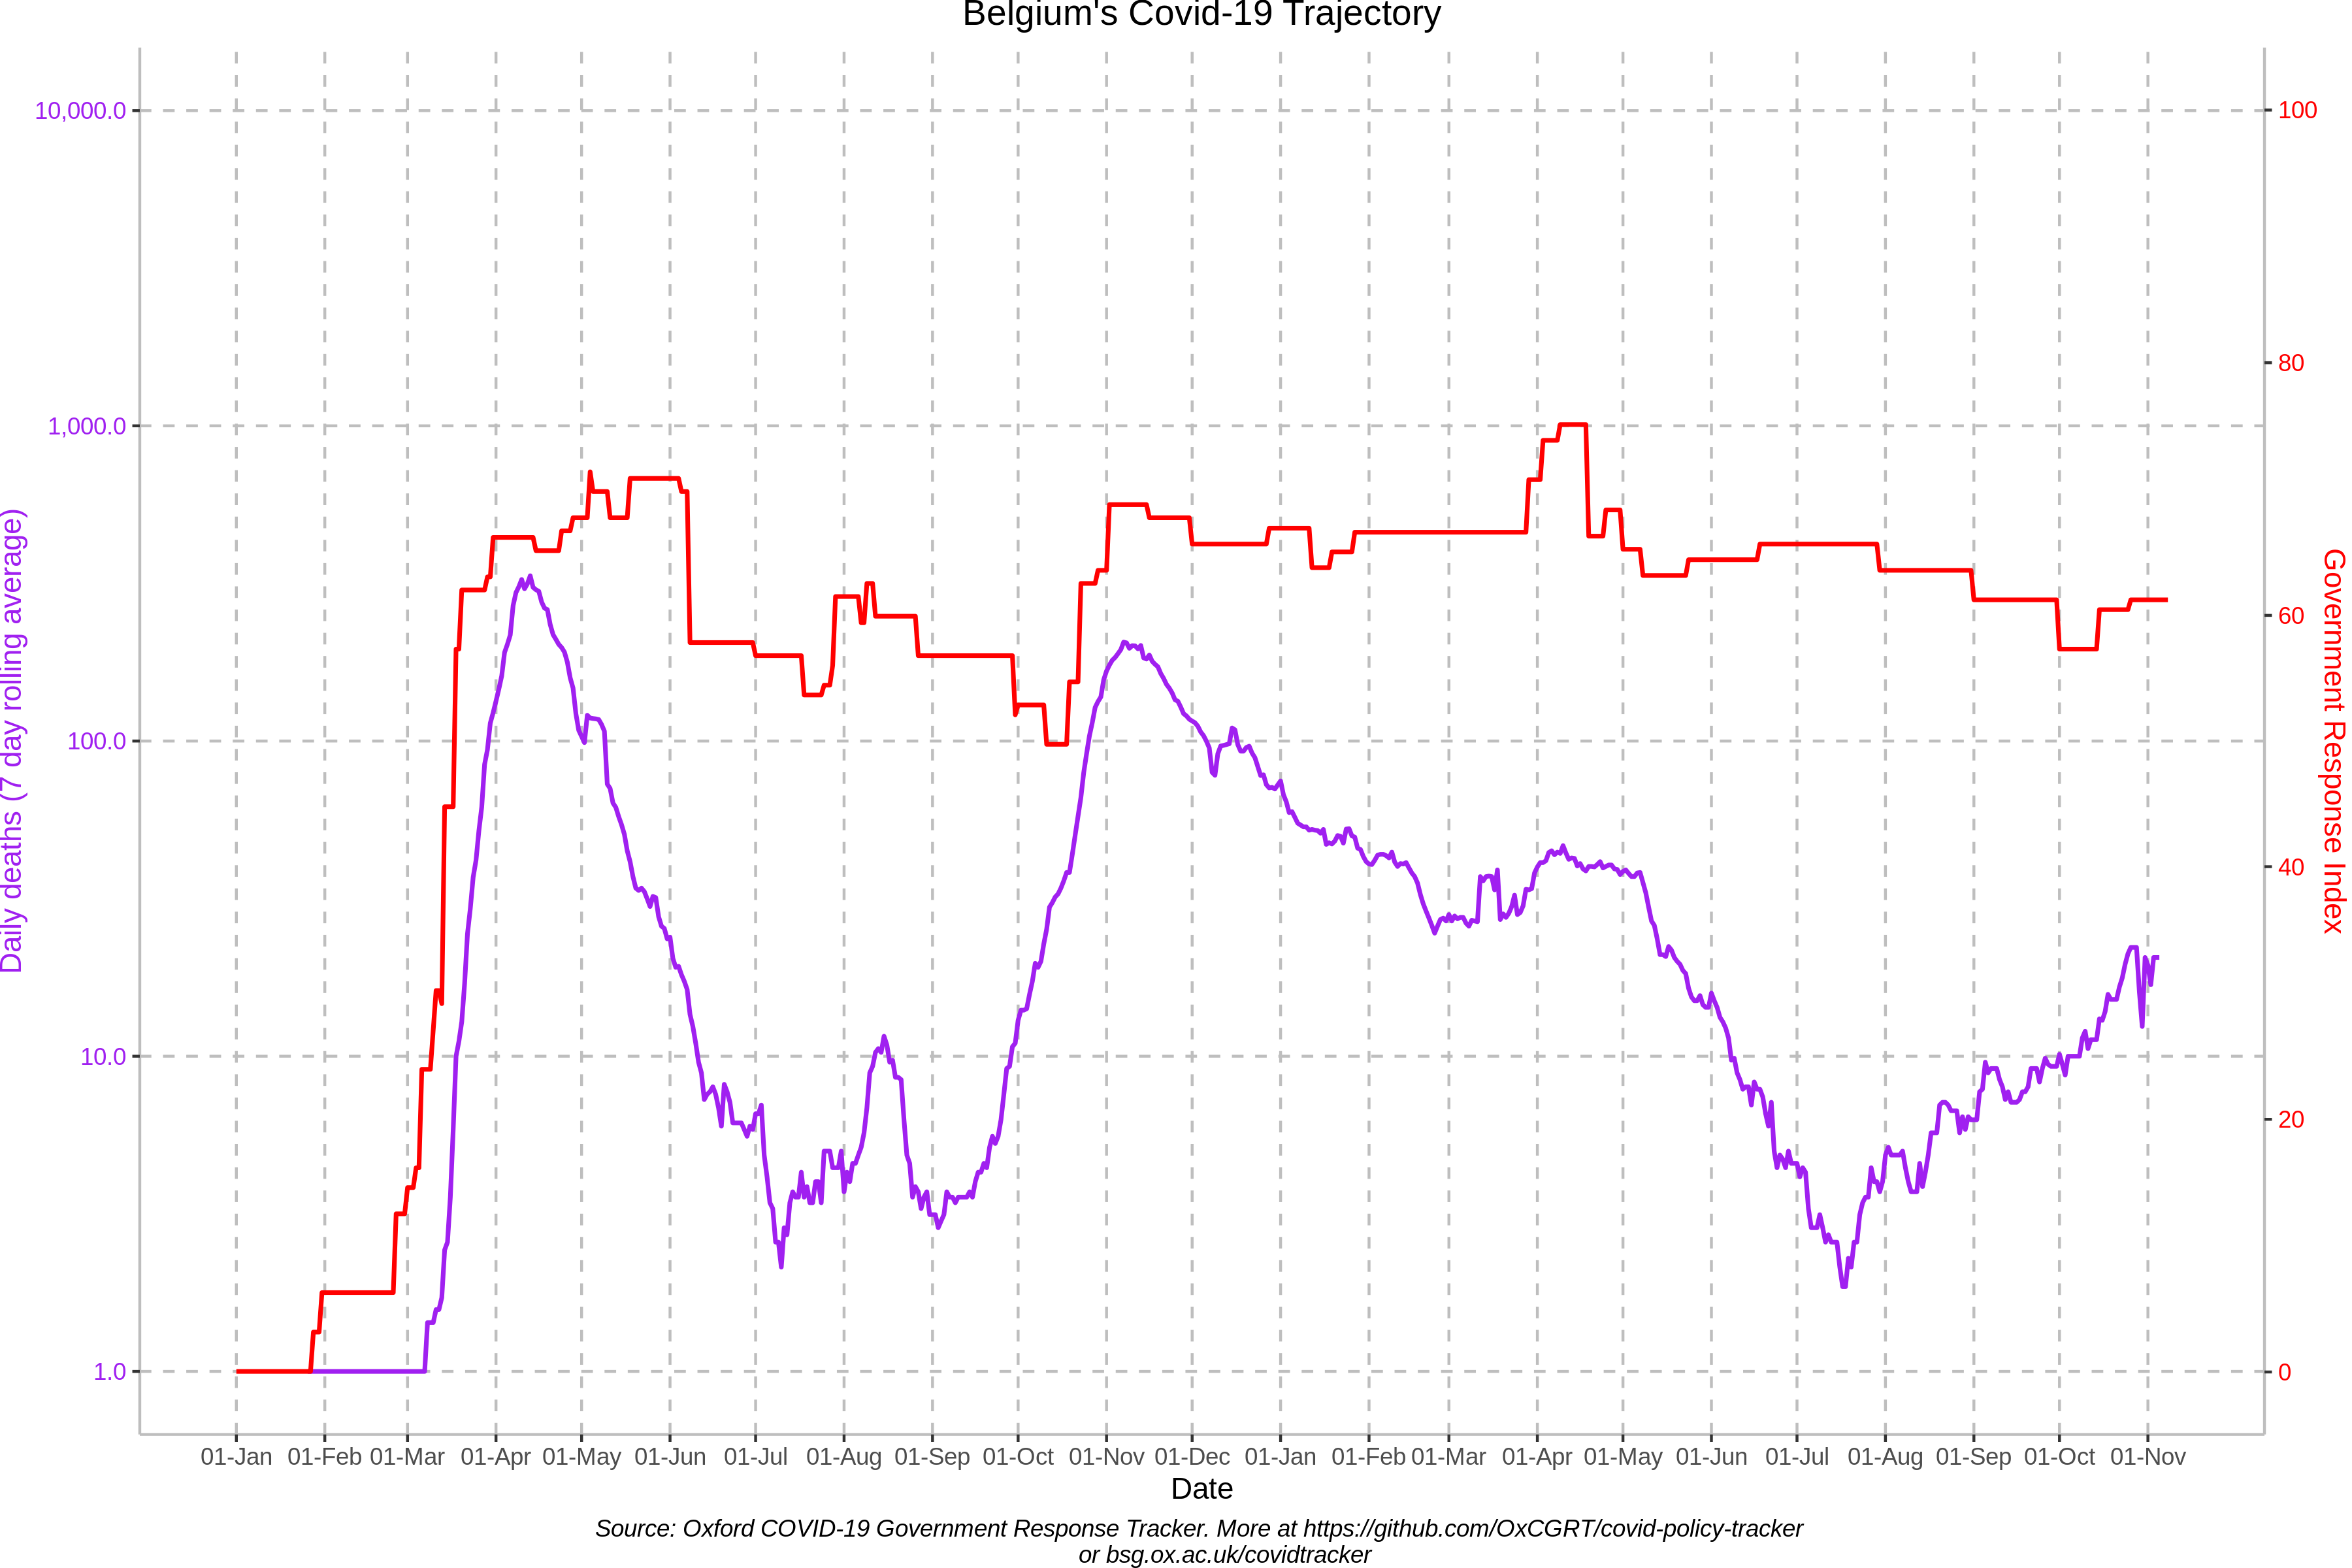 Belgium's Covid-19 Trajectory
10,000.0
1,000.0
100.0
10.0
1.0
Daily deaths (7 day rolling average)
100
80
60
40
20
0
Government Response Index
01-Jan 01-Feb 01-Mar 01-Apr 01-May 01-Jun 01-Jul 01-Aug 01-Sep 01-Oct 01-Nov 01-Dec 01-Jan 01-Feb 01-Mar 01-Apr 01-May 01-Jun 01-Jul 01-Aug 01-Sep 01-Oct 01-Nov
Date
Source: Oxford COVID-19 Government Response Tracker. More at https://github.com/OxCGRT/covid-policy-tracker
or bsg.ox.ac.uk/covidtracker